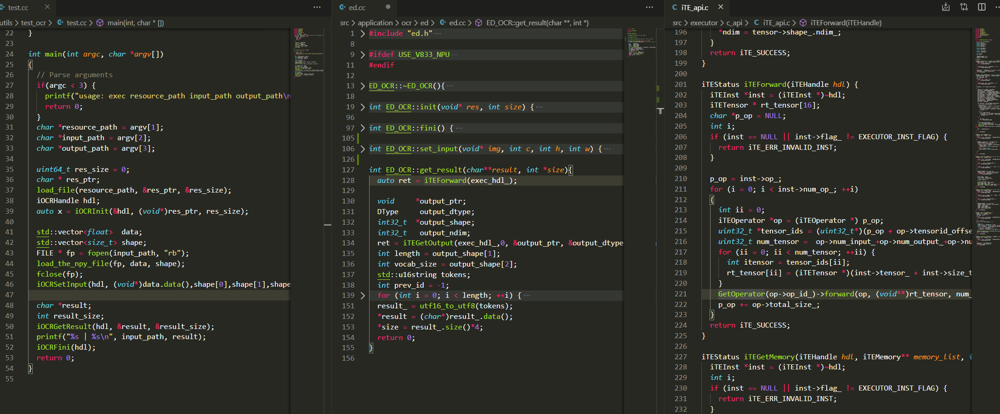 test.cc
utils > test_ocr > test.cc > main(int, char * [])
22 }
23
24 int main(int argc, char *argv[])
25 {
26 // Parse arguments
27 if(argc < 3) {
28 printf("usage: exec resource_path input_path output_path\n
29 return 0;
30 }
31 char *resource_path = argv[1];
32 char *input_path = argv[2];
33 char *output_path = argv[3];
34
35 uint64_t res_size = 0;
36 char * res_ptr;
37 load_file(resource_path, &res_ptr, &res_size);
38 iOCRHandle hdl;
39 auto x = iOCRInit(&hdl, (void*)res_ptr, res_size);
40
41 std::vector<float>  data;
42 std::vector<size_t> shape;
43 FILE * fp = fopen(input_path, "rb");
44 load_the_npy_file(fp, data, shape);
45 fclose(fp);
46 iOCRSetInput(hdl, (void*)data.data(),shape[0],shape[1],shape
47
48 char *result;
49 int result_size;
50 iOCRGetResult(hdl, &result, &result_size);
51 printf("%s | %s\n", input_path, result);
52 iOCRFini(hdl);
53 return 0;
54 }
55
ed.cc
src > application > ocr > ed > ed.cc > ED_OCR::get_result(char **, int *)
1 #include "ed.h"
8
9 #ifdef USE_V833_NPU
11 #endif
12
13 ED_OCR::~ED_OCR(){
18
19 int ED_OCR::init(void* res, int size) {
96
97 int ED_OCR::fini() {
105
106 int ED_OCR::set_input(void* img, int c, int h, int w) {
126
127 int ED_OCR::get_result(char**result, int *size){
128 auto ret = iTEForward(exec_hdl_);
129
130 void     *output_ptr;
131 DType     output_dtype;
132 int32_t  *output_shape;
133 int32_t   output_ndim;
134 ret = iTEGetOutput(exec_hdl_,0, &output_ptr, &output_dtype
135 int length = output_shape[1];
136 int vocab_size = output_shape[2];
137 std::u16string tokens;
138 int prev_id = -1;
139 for (int i = 0; i < length; ++i) {
151 result_ = utf16_to_utf8(tokens);
152 *result = (char*)result_.data();
153 *size = result_.size()*4;
154 return 0;
155 }
156
iTE_api.c
src > executor > c_api > iTE_api.c > iTEForward(iTEHandle)
196 *ndim = tensor->shape_.ndim_;
197 }
198 return iTE_SUCCESS;
199 }
200
201 iTEStatus iTEForward(iTEHandle hdl) {
202 iTEInst *inst = (iTEInst *)~hdl;
203 iTETensor * rt_tensor[16];
204 char *p_op = NULL;
205 int i;
206 if (inst == NULL || inst->flag_ != EXECUTOR_INST_FLAG) {
207 return iTE_ERR_INVALID_INST;
208 }
209
210 p_op = inst->op_;
211 for (i = 0; i < inst->num_op_; ++i)
212 {
213 int ii = 0;
214 iTEOperator *op = (iTEOperator *) p_op;
215 uint32_t *tensor_ids = (uint32_t*)(p_op + op->tensorid_offse
216 uint32_t num_tensor =  op->num_input_+op->num_output_+op->nu
217 for (ii = 0; ii < num_tensor; ++ii) {
218 int itensor = tensor_ids[ii];
219 rt_tensor[ii] = (iTETensor *)(inst->tensor_ + inst->size_t
220 }
221 GetOperator(op->op_id_)->forward(op, (void**)rt_tensor, num_
222 p_op += op->total_size_;
223 }
224 return iTE_SUCCESS;
225 }
226
227 iTEStatus iTEGetMemory(iTEHandle hdl, iTEMemory** memory_list, i
228 iTEInst *inst = (iTEInst *)~hdl;
229 int i;
230 if (inst == NULL || inst->flag_ != EXECUTOR_INST_FLAG) {
231 return iTE_ERR_INVALID_INST;
232 }